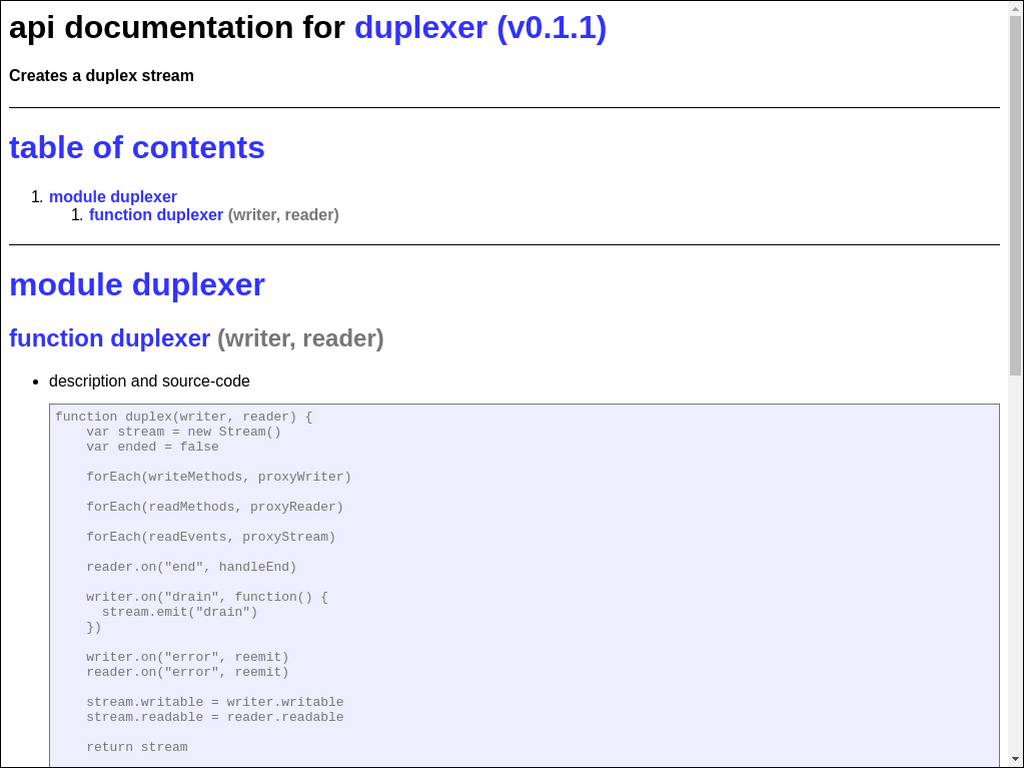 api documentation for duplexer (v0.1.1)
Creates a duplex stream
table of contents
1. module duplexer
1. function duplexer (writer, reader)
module duplexer
function duplexer (writer, reader)
• description and source-code
function duplex(writer, reader) {
    var stream = new Stream()
    var ended = false
    forEach(writeMethods, proxyWriter)
    forEach(readMethods, proxyReader)
    forEach(readEvents, proxyStream)
    reader.on("end", handleEnd)
    writer.on("drain", function() {
      stream.emit("drain")
    })
    writer.on("error", reemit)
    reader.on("error", reemit)
    stream.writable = writer.writable
    stream.readable = reader.readable
    return stream